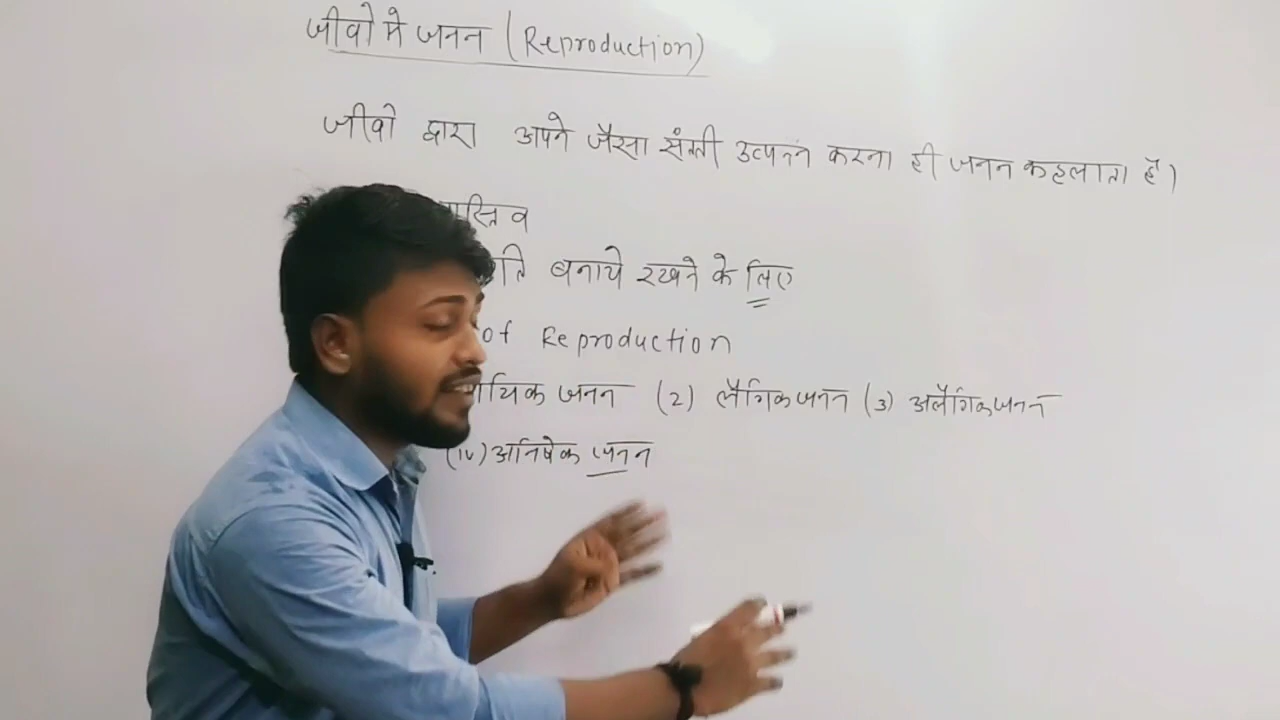 जीवो मे जनन (Reproduction)
जीवो द्वारा अपने जैसा संतती उत्पन्न करना ही जनन कहलाता है।
बनाये रखने के लिए
of Reproduction
जनन (2) लैंगिक जनन (3) अलैंगिक जनन
(iv) अनिषेक जनन